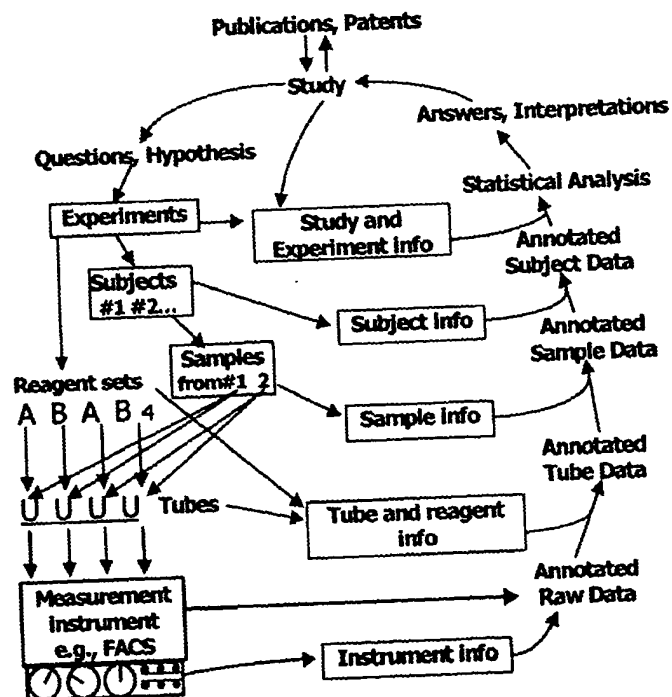 Publications, Patents
Study
Answers, Interpretations
Questions, Hypothesis
Statistical Analysis
Experiments
Study and
Experiment info
Annotated
Subject Data
Subjects
#1 #2...
Subject info
Annotated
Sample Data
Samples
from#1 2
Reagent sets
A B A B 4
Sample info
Annotated
Tube Data
U U U U Tubes
Tube and reagent
info
Annotated
Raw Data
Measurement
instrument
e.g., FACS
Instrument info